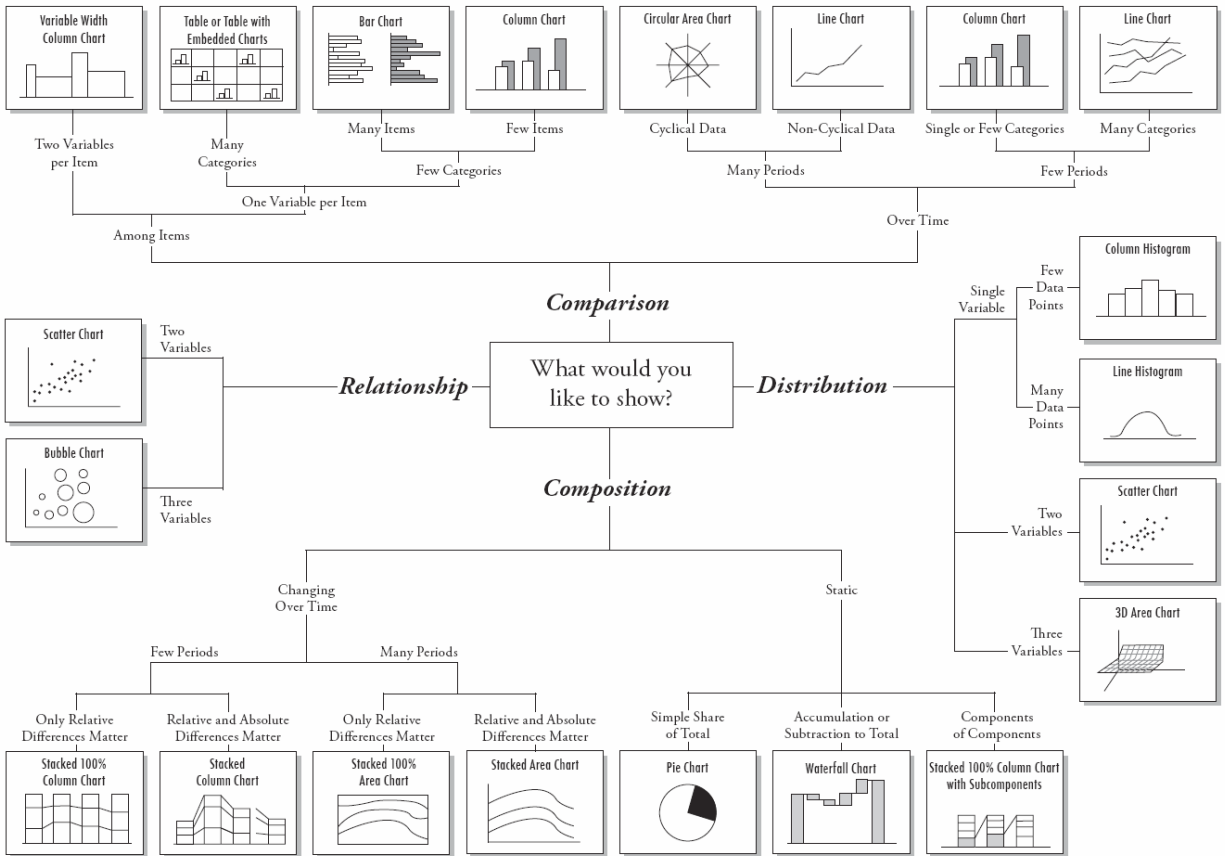 Variable Width
Column Chart
Table or Table with
Embedded Charts
Bar Chart
Column Chart
Circular Area Chart
Line Chart
Column Chart
Line Chart
Two Variables
per Item
Many
Categories
Many Items
Few Items
Cyclical Data
Non-Cyclical Data
Single or Few Categories
Many Categories
Few Categories
Many Periods
Few Periods
One Variable per Item
Over Time
Among Items
Comparison
Relationship
What would you
like to show?
Distribution
Composition
Scatter Chart
Two
Variables
Bubble Chart
Three
Variables
Single
Variable
Few
Data
Points
Column Histogram
Many
Data
Points
Line Histogram
Two
Variables
Scatter Chart
Three
Variables
3D Area Chart
Changing
Over Time
Static
Few Periods
Many Periods
Only Relative
Differences Matter
Relative and Absolute
Differences Matter
Only Relative
Differences Matter
Relative and Absolute
Differences Matter
Simple Share
of Total
Accumulation or
Subtraction to Total
Components
of Components
Stacked 100%
Column Chart
Stacked
Column Chart
Stacked 100%
Area Chart
Stacked Area Chart
Pie Chart
Waterfall Chart
Stacked 100% Column Chart
with Subcomponents